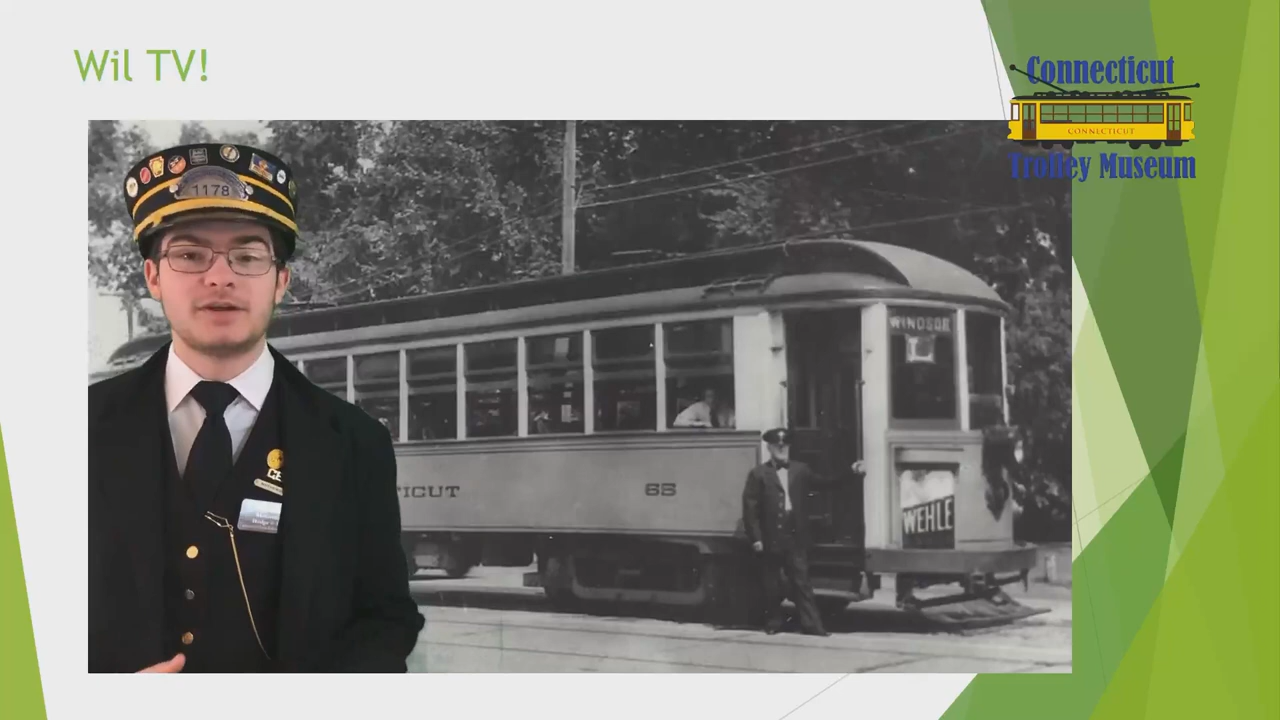 Wil TV!
Connecticut
CONNECTICUT
Trolley Museum
1178
WINDSOR
TICUT
65
WEHLE